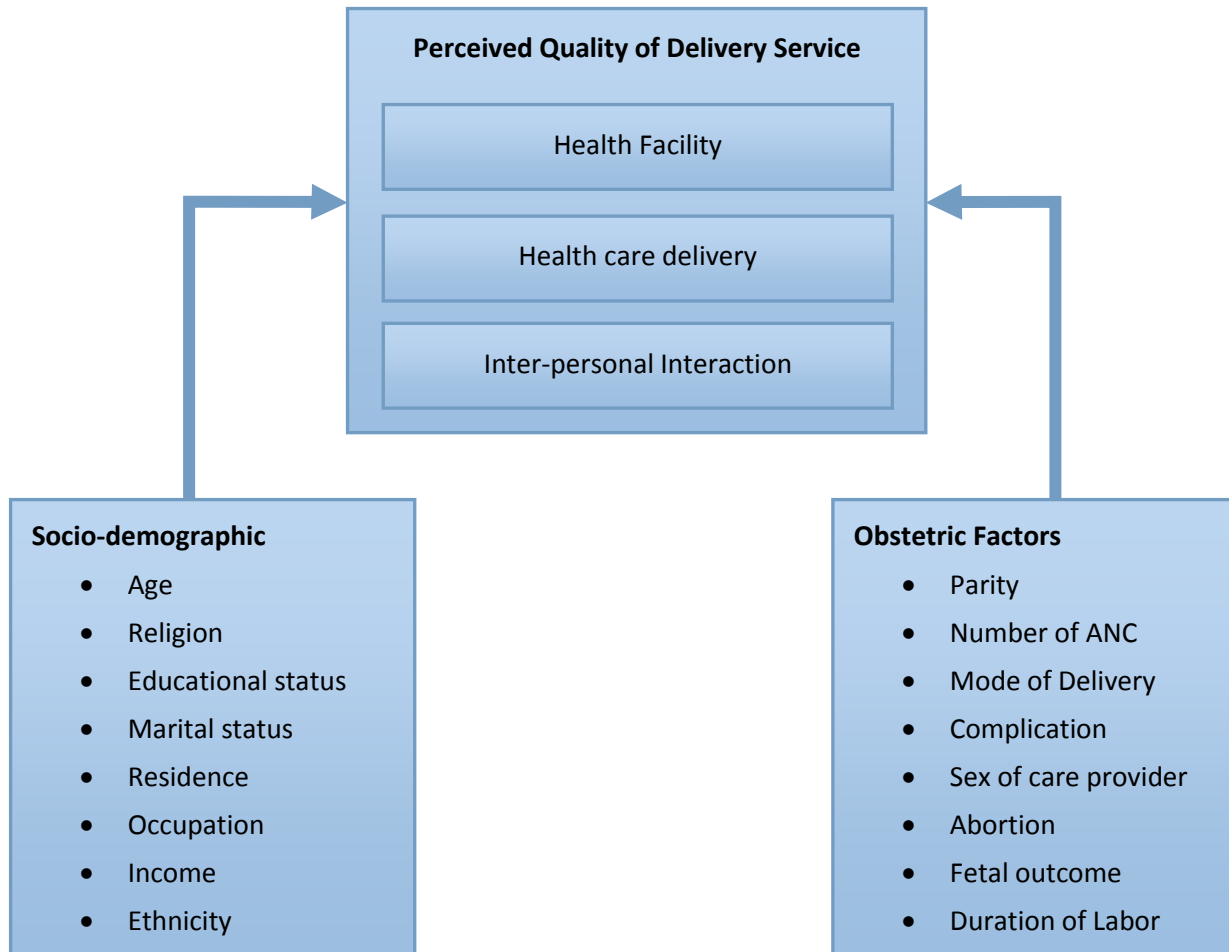 Perceived Quality of Delivery Service
Health Facility
Health care delivery
Inter-personal Interaction
Socio-demographic
• Age
• Religion
• Educational status
• Marital status
• Residence
• Occupation
• Income
• Ethnicity
Obstetric Factors
• Parity
• Number of ANC
• Mode of Delivery
• Complication
• Sex of care provider
• Abortion
• Fetal outcome
• Duration of Labor